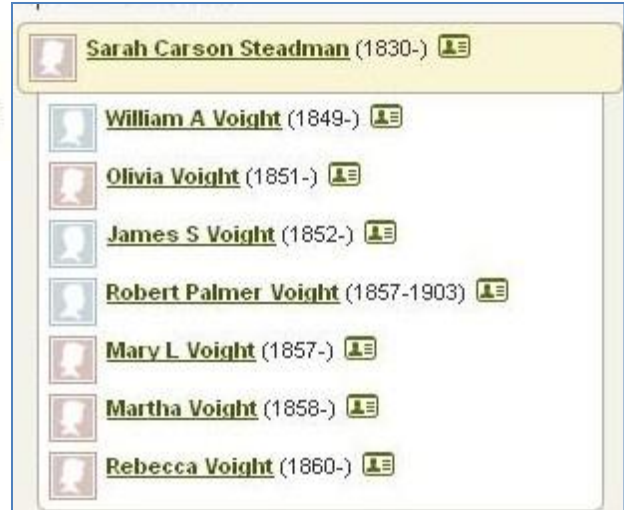 Sarah Carson Steadman (1830-)
William A Voight (1849-)
Olivia Voight (1851-)
James S Voight (1852-)
Robert Palmer Voight (1857-1903)
Mary L Voight (1857-)
Martha Voight (1858-)
Rebecca Voight (1860-)